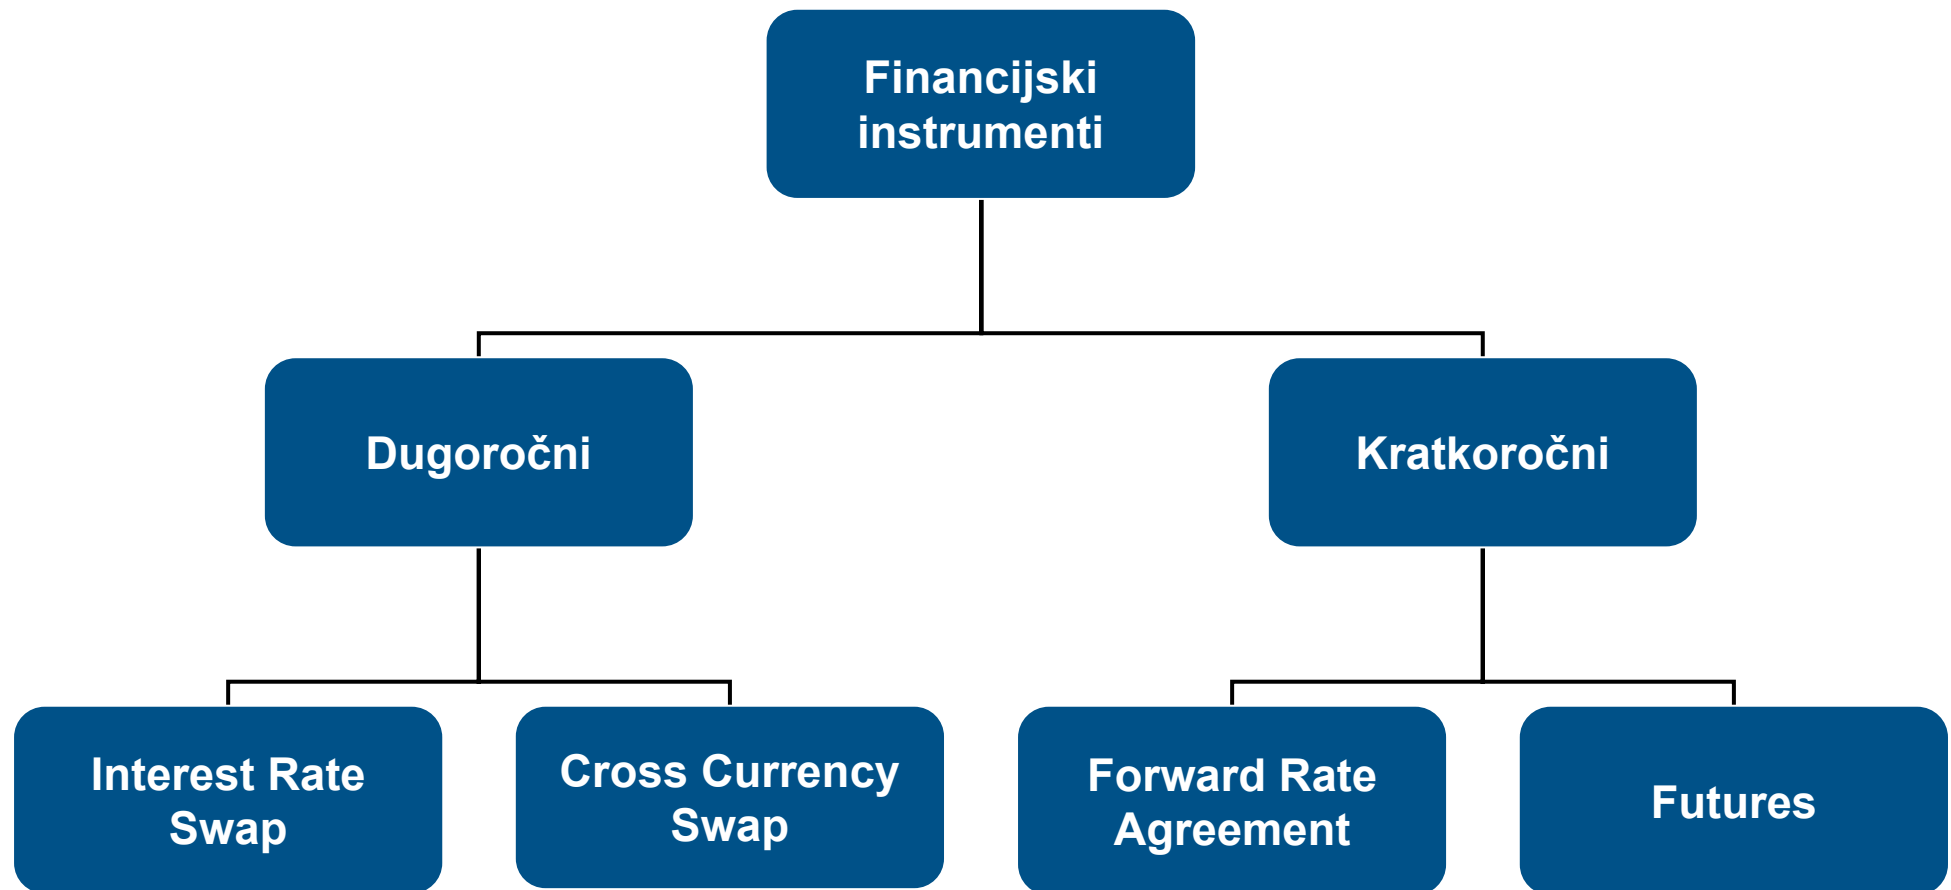 Financijski
instrumenti
Dugoročni
Kratkoročni
Interest Rate
Swap
Cross Currency
Swap
Forward Rate
Agreement
Futures